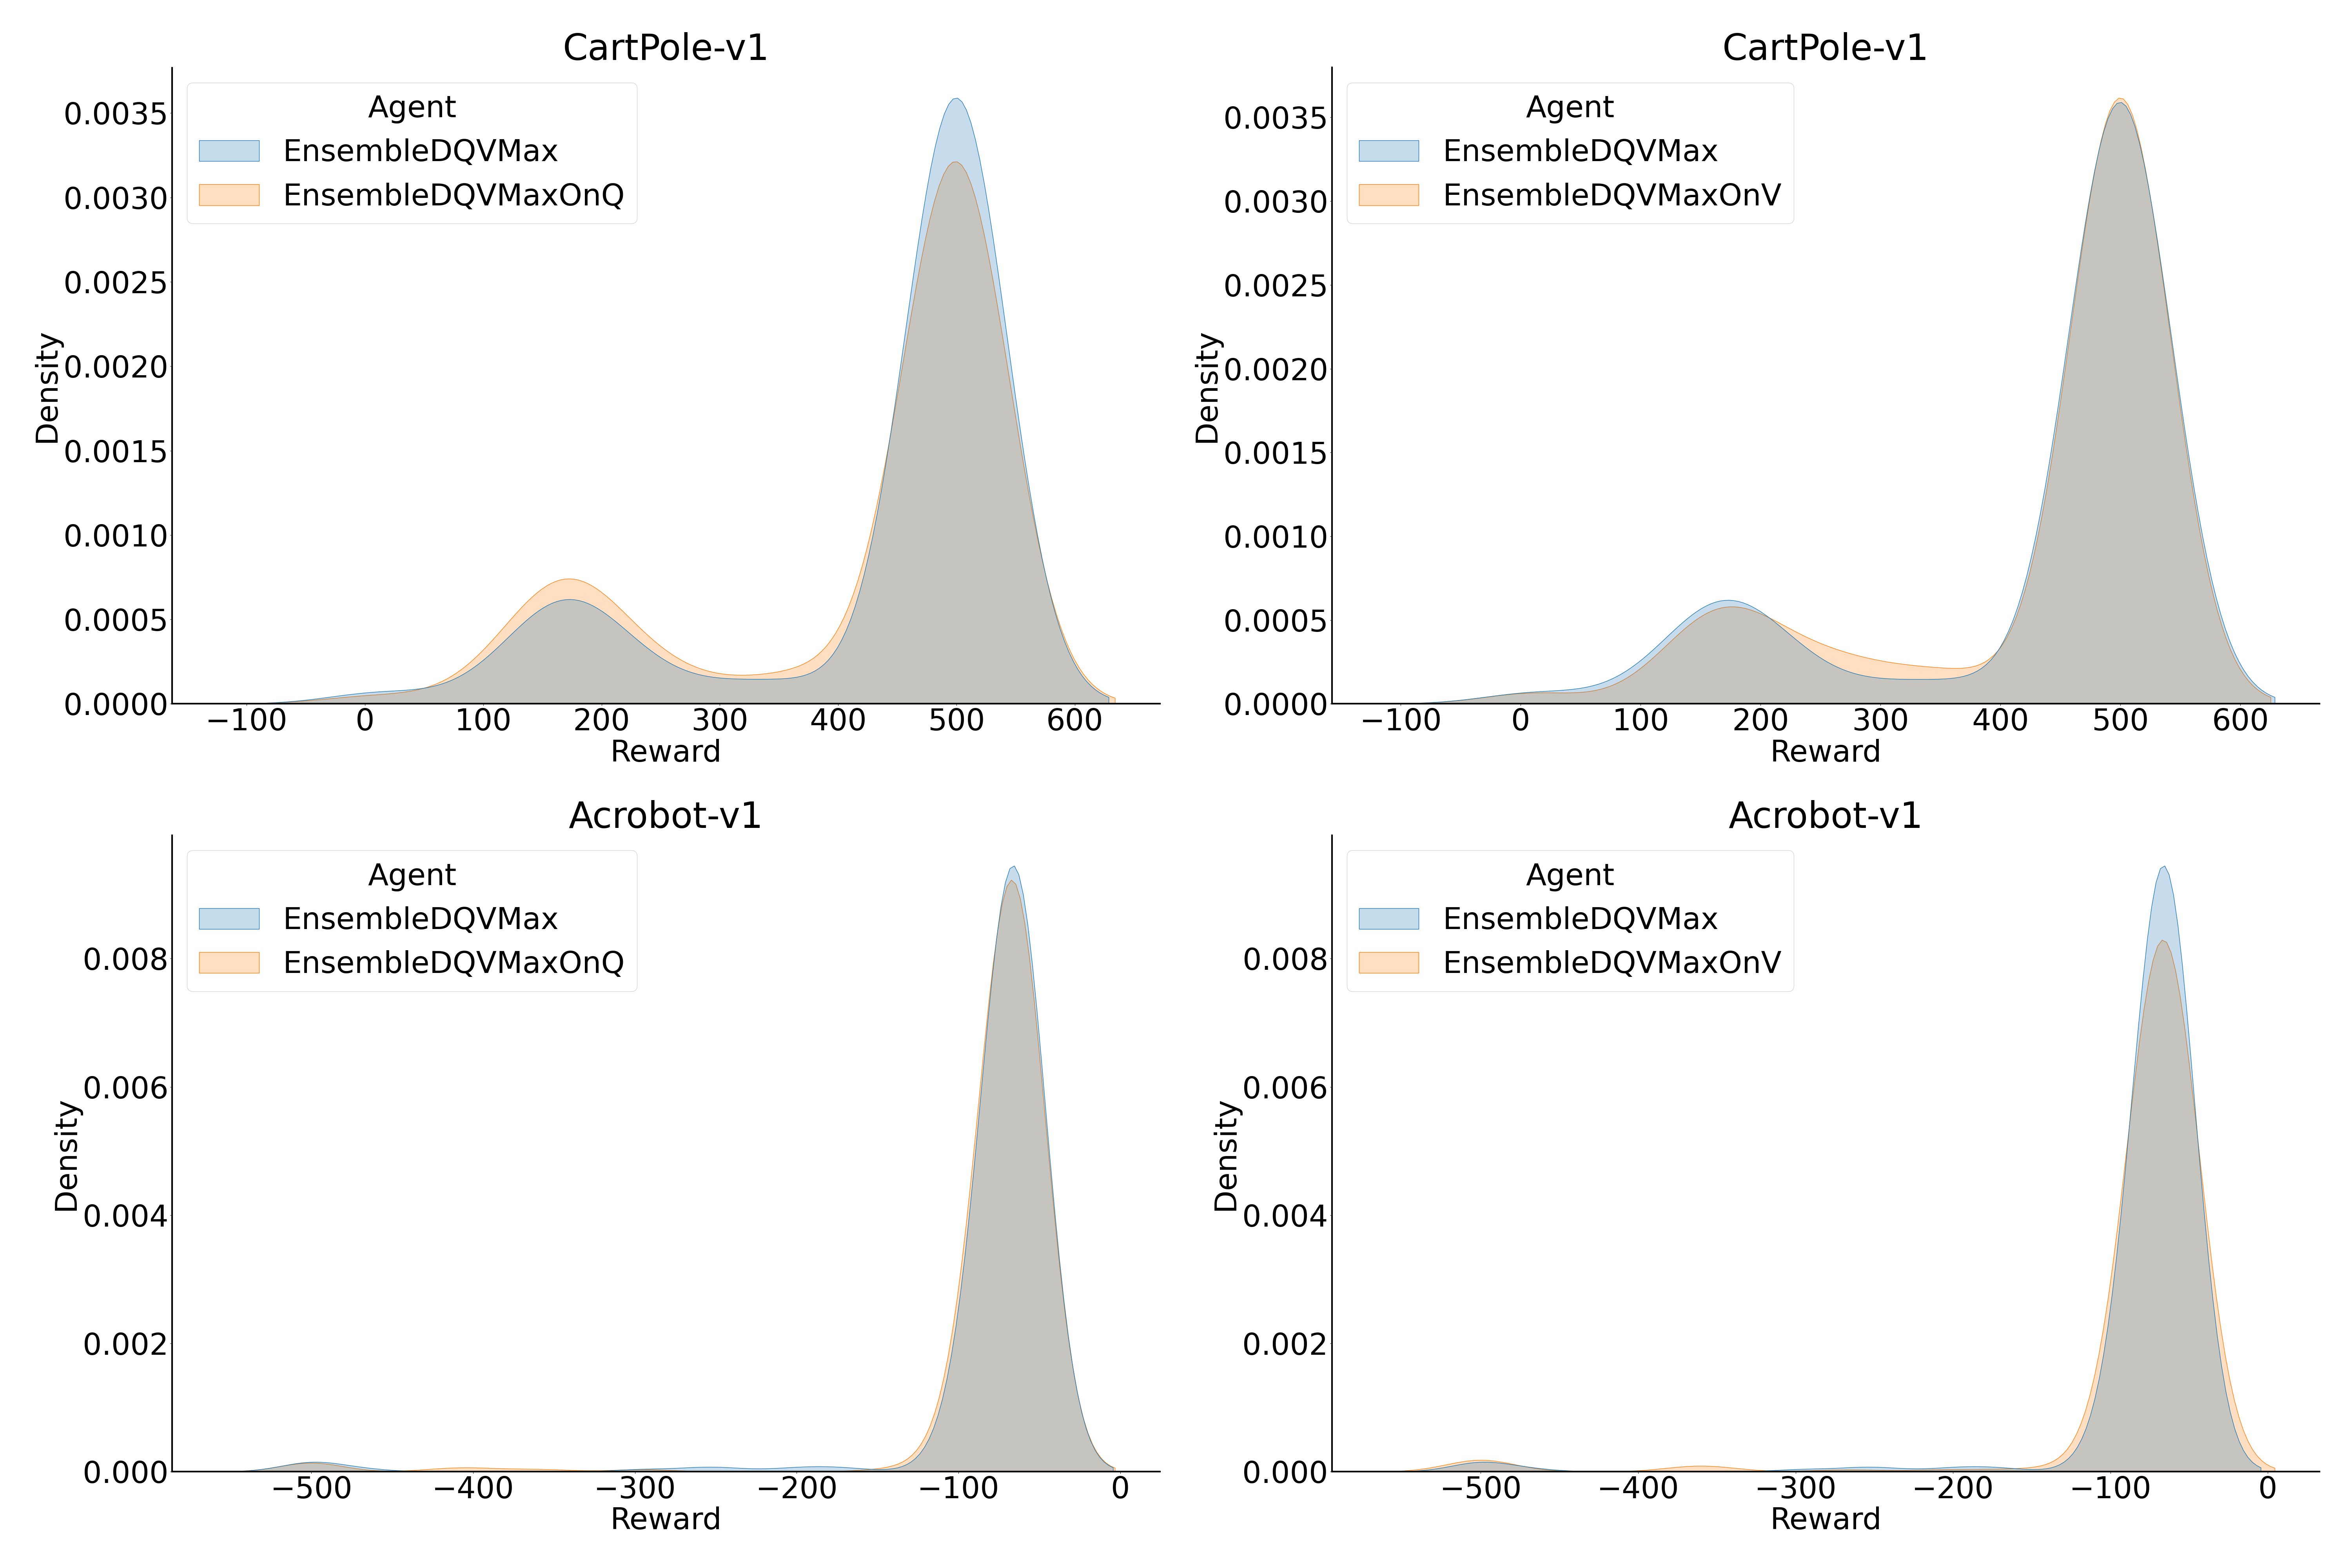 CartPole-v1
Agent
EnsembleDQVMax
EnsembleDQVMaxOnQ
Density
0.0035
0.0030
0.0025
0.0020
0.0015
0.0010
0.0005
0.0000
−100 0 100 200 300 400 500 600
Reward
CartPole-v1
Agent
EnsembleDQVMax
EnsembleDQVMaxOnV
Density
0.0035
0.0030
0.0025
0.0020
0.0015
0.0010
0.0005
0.0000
−100 0 100 200 300 400 500 600
Reward
Acrobot-v1
Agent
EnsembleDQVMax
EnsembleDQVMaxOnQ
Density
0.008
0.006
0.004
0.002
0.000
−500 −400 −300 −200 −100 0
Reward
Acrobot-v1
Agent
EnsembleDQVMax
EnsembleDQVMaxOnV
Density
0.008
0.006
0.004
0.002
0.000
−500 −400 −300 −200 −100 0
Reward